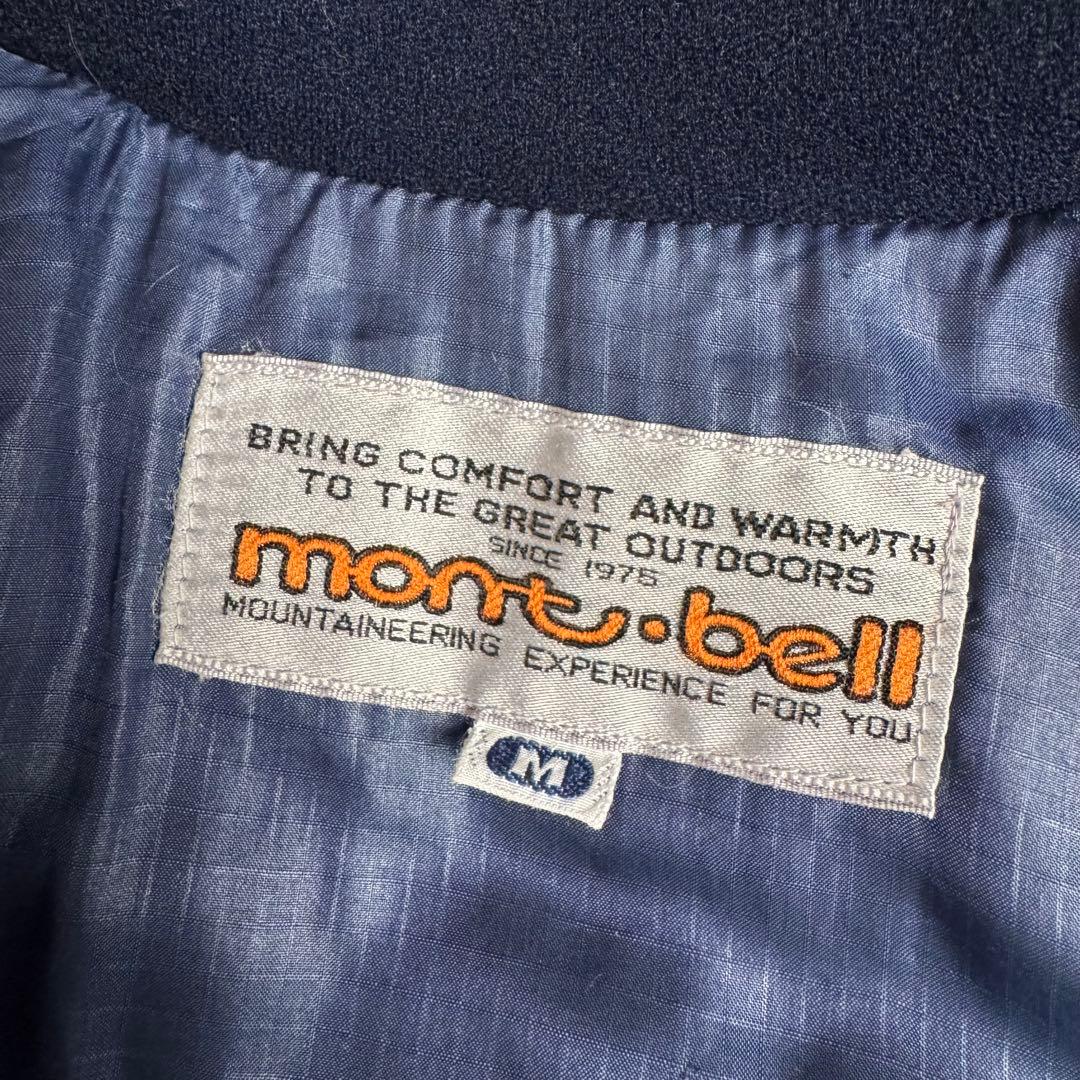 BRING COMFORT AND WARMTH
TO THE GREAT OUTDOORS
SINCE 1975
mont・bell
MOUNTAINEERING EXPERIENCE FOR YOU
M